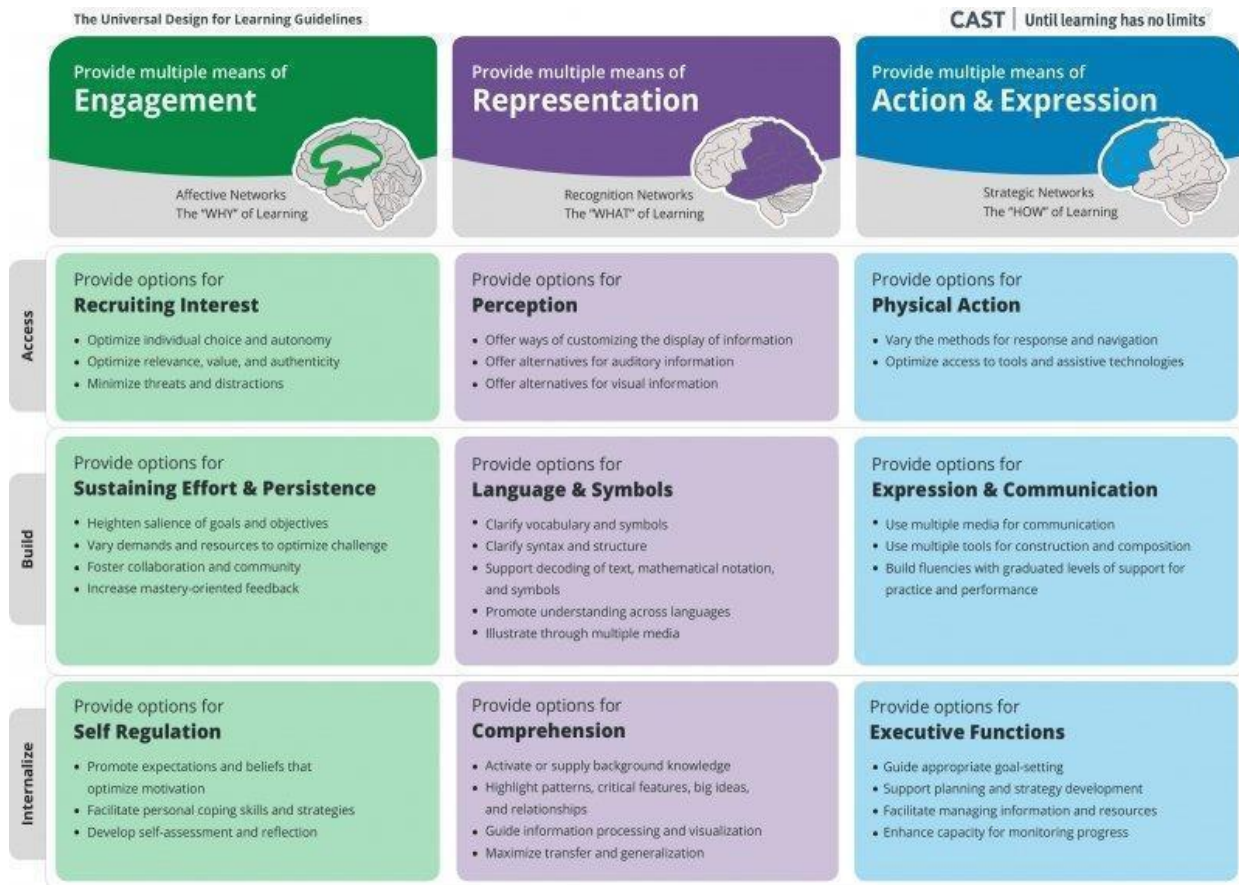 The Universal Design for Learning Guidelines
CAST | Until learning has no limits
Provide multiple means of
Engagement
Affective Networks
The "WHY" of Learning
Provide multiple means of
Representation
Recognition Networks
The "WHAT" of Learning
Provide multiple means of
Action & Expression
Strategic Networks
The "HOW" of Learning
Access
Provide options for
Recruiting Interest
• Optimize individual choice and autonomy
• Optimize relevance, value, and authenticity
• Minimize threats and distractions
Provide options for
Perception
• Offer ways of customizing the display of information
• Offer alternatives for auditory information
• Offer alternatives for visual information
Provide options for
Physical Action
• Vary the methods for response and navigation
• Optimize access to tools and assistive technologies
Build
Provide options for
Sustaining Effort & Persistence
• Heighten salience of goals and objectives
• Vary demands and resources to optimize challenge
• Foster collaboration and community
• Increase mastery-oriented feedback
Provide options for
Language & Symbols
• Clarify vocabulary and symbols
• Clarify syntax and structure
• Support decoding of text, mathematical notation,
and symbols
• Promote understanding across languages
• Illustrate through multiple media
Provide options for
Expression & Communication
• Use multiple media for communication
• Use multiple tools for construction and composition
• Build fluencies with graduated levels of support for
practice and performance
Internalize
Provide options for
Self Regulation
• Promote expectations and beliefs that
optimize motivation
• Facilitate personal coping skills and strategies
• Develop self-assessment and reflection
Provide options for
Comprehension
• Activate or supply background knowledge
• Highlight patterns, critical features, big ideas,
and relationships
• Guide information processing and visualization
• Maximize transfer and generalization
Provide options for
Executive Functions
• Guide appropriate goal-setting
• Support planning and strategy development
• Facilitate managing information and resources
• Enhance capacity for monitoring progress